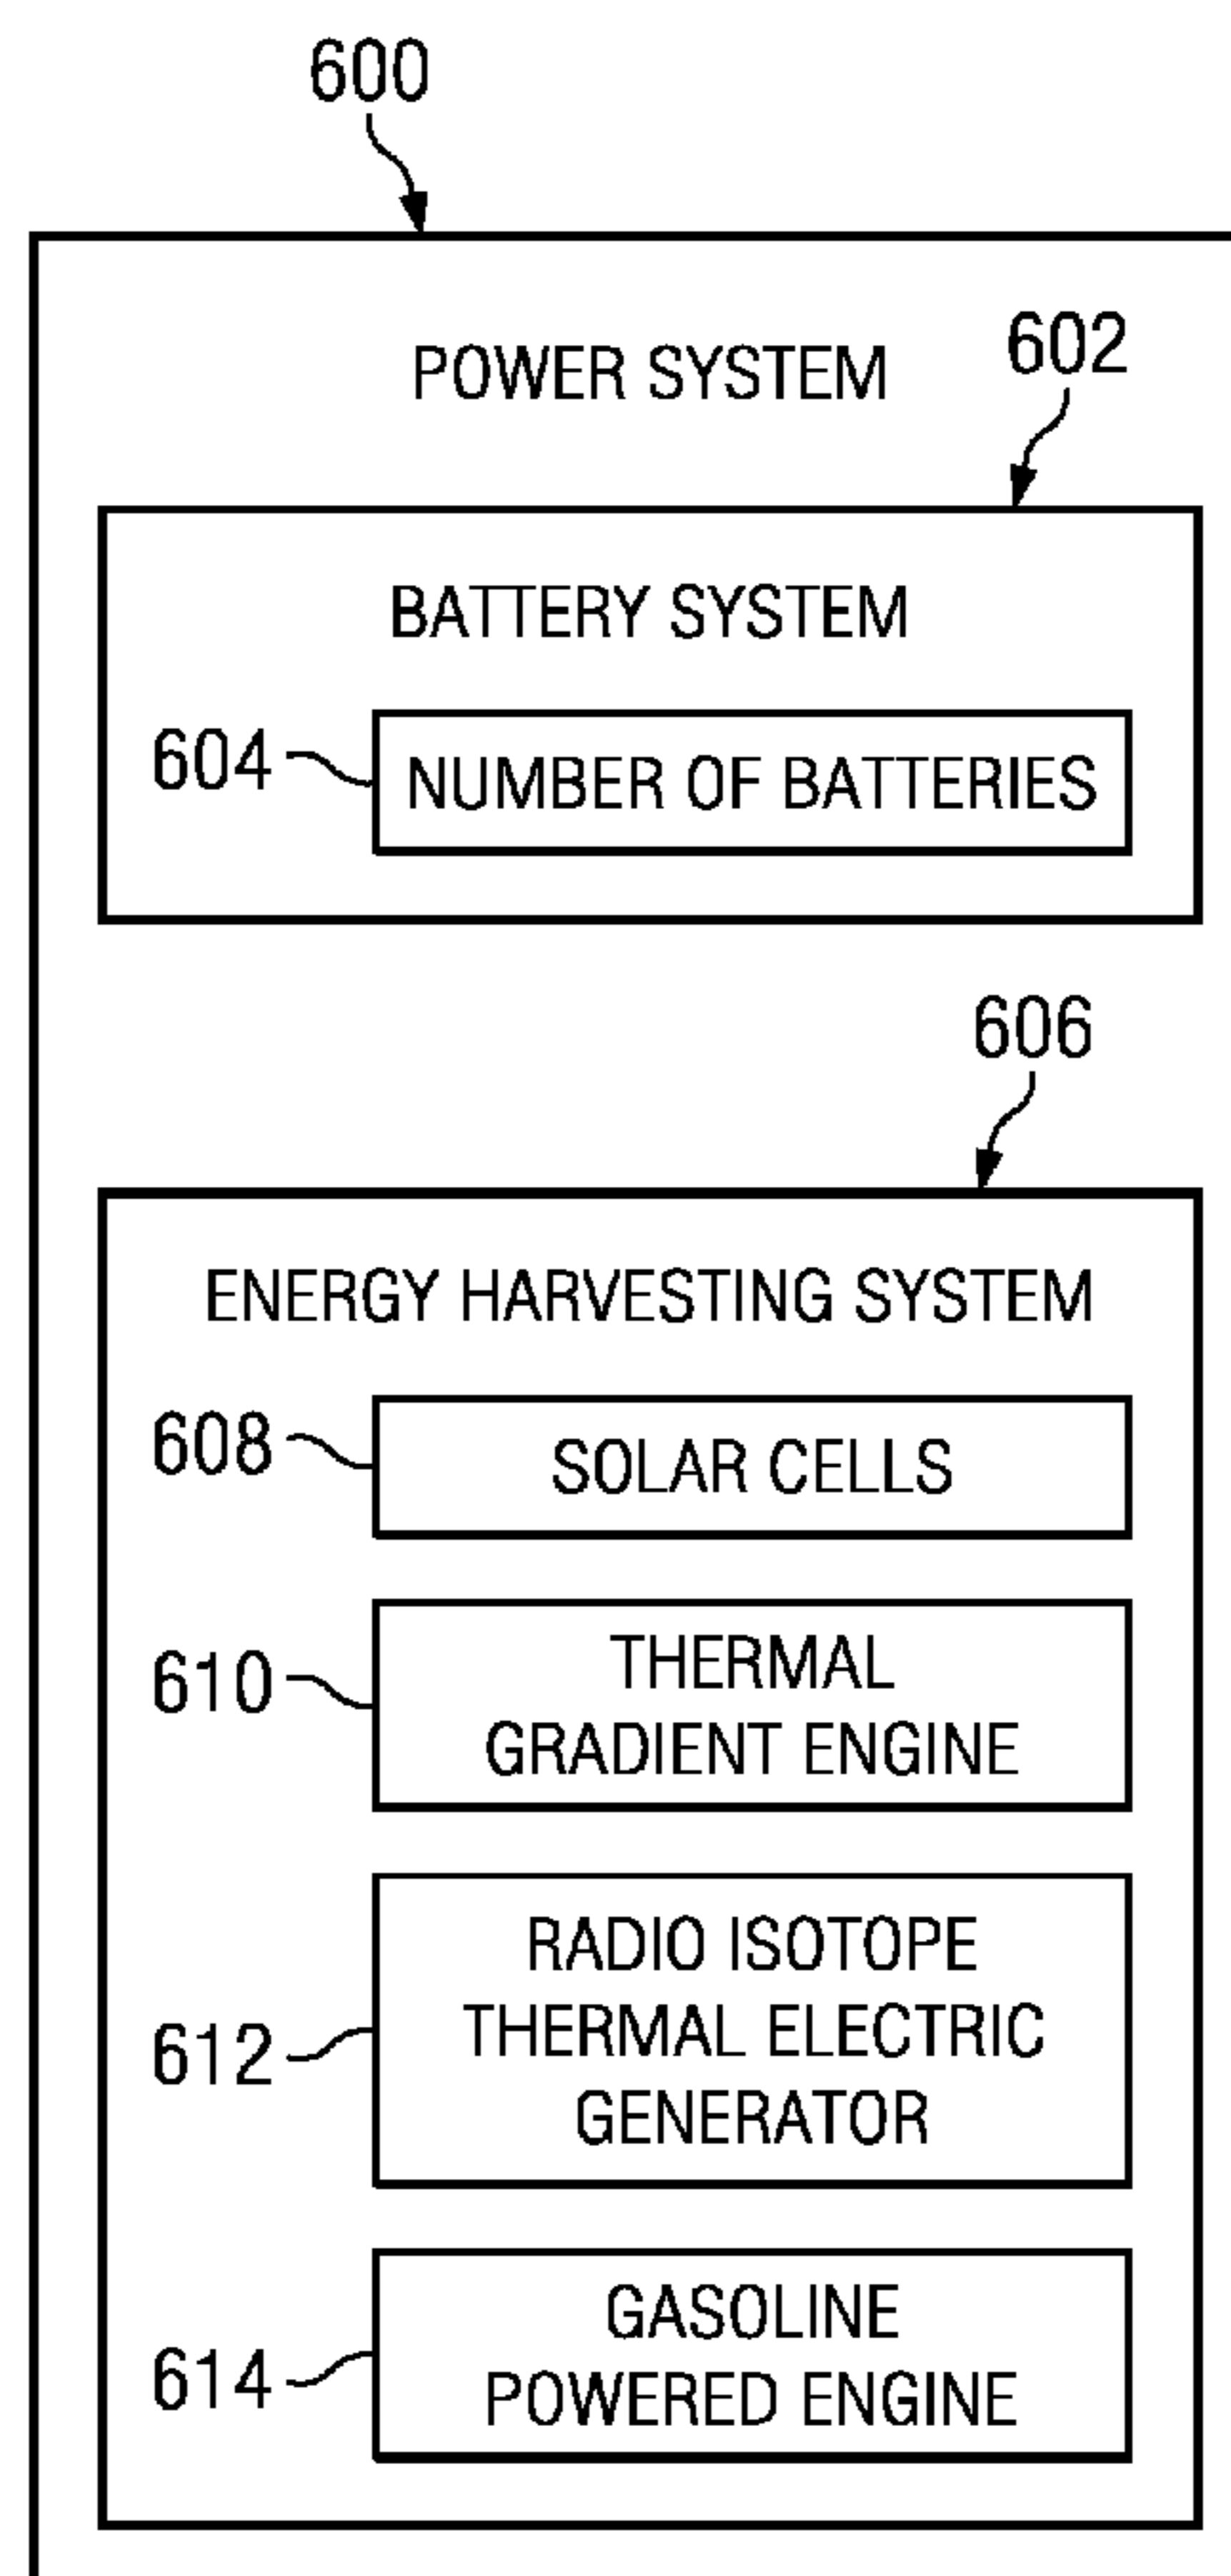 600
POWER SYSTEM
602
BATTERY SYSTEM
604
NUMBER OF BATTERIES
606
ENERGY HARVESTING SYSTEM
608
SOLAR CELLS
610
THERMAL
GRADIENT ENGINE
612
RADIO ISOTOPE
THERMAL ELECTRIC
GENERATOR
614
GASOLINE
POWERED ENGINE